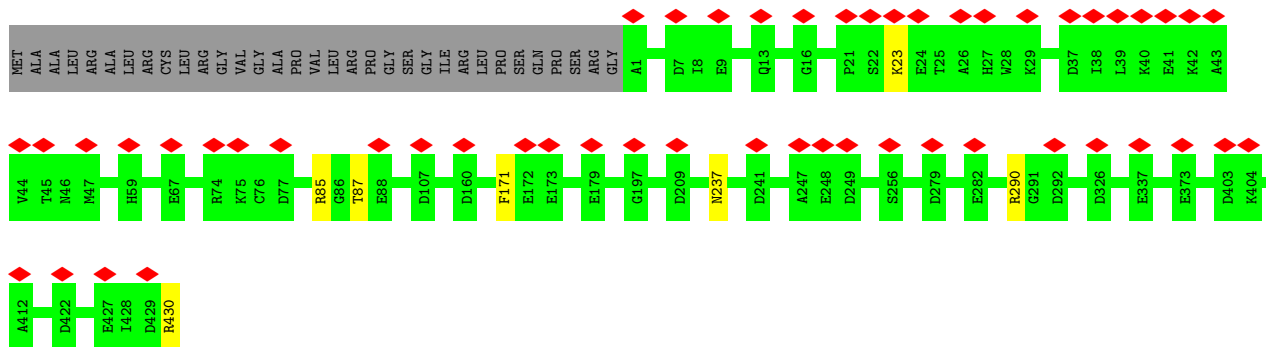 MET ALA ALA LEU ARG ALA LEU ARG CYS LEU ARG GLY VAL GLY ALA PRO VAL LEU ARG PRO GLY SER GLY ILE ARG LEU PRO SER GLN PRO SER ARG GLY A1 D7 I8 E9 Q13 G16 P21 S22 K23 E24 T25 A26 H27 W28 K29 D37 I38 L39 K40 E41 K42 A43
V44 T45 N46 M47 H59 E67 R74 K75 C76 D77 R85 G86 T87 E88 D107 D160 F171 E172 E173 E179 G197 D209 N237 D241 A247 E248 D249 S256 D279 E282 R290 G291 D292 D326 E337 E373 D403 K404
A412 D422 E427 I428 D429 R430